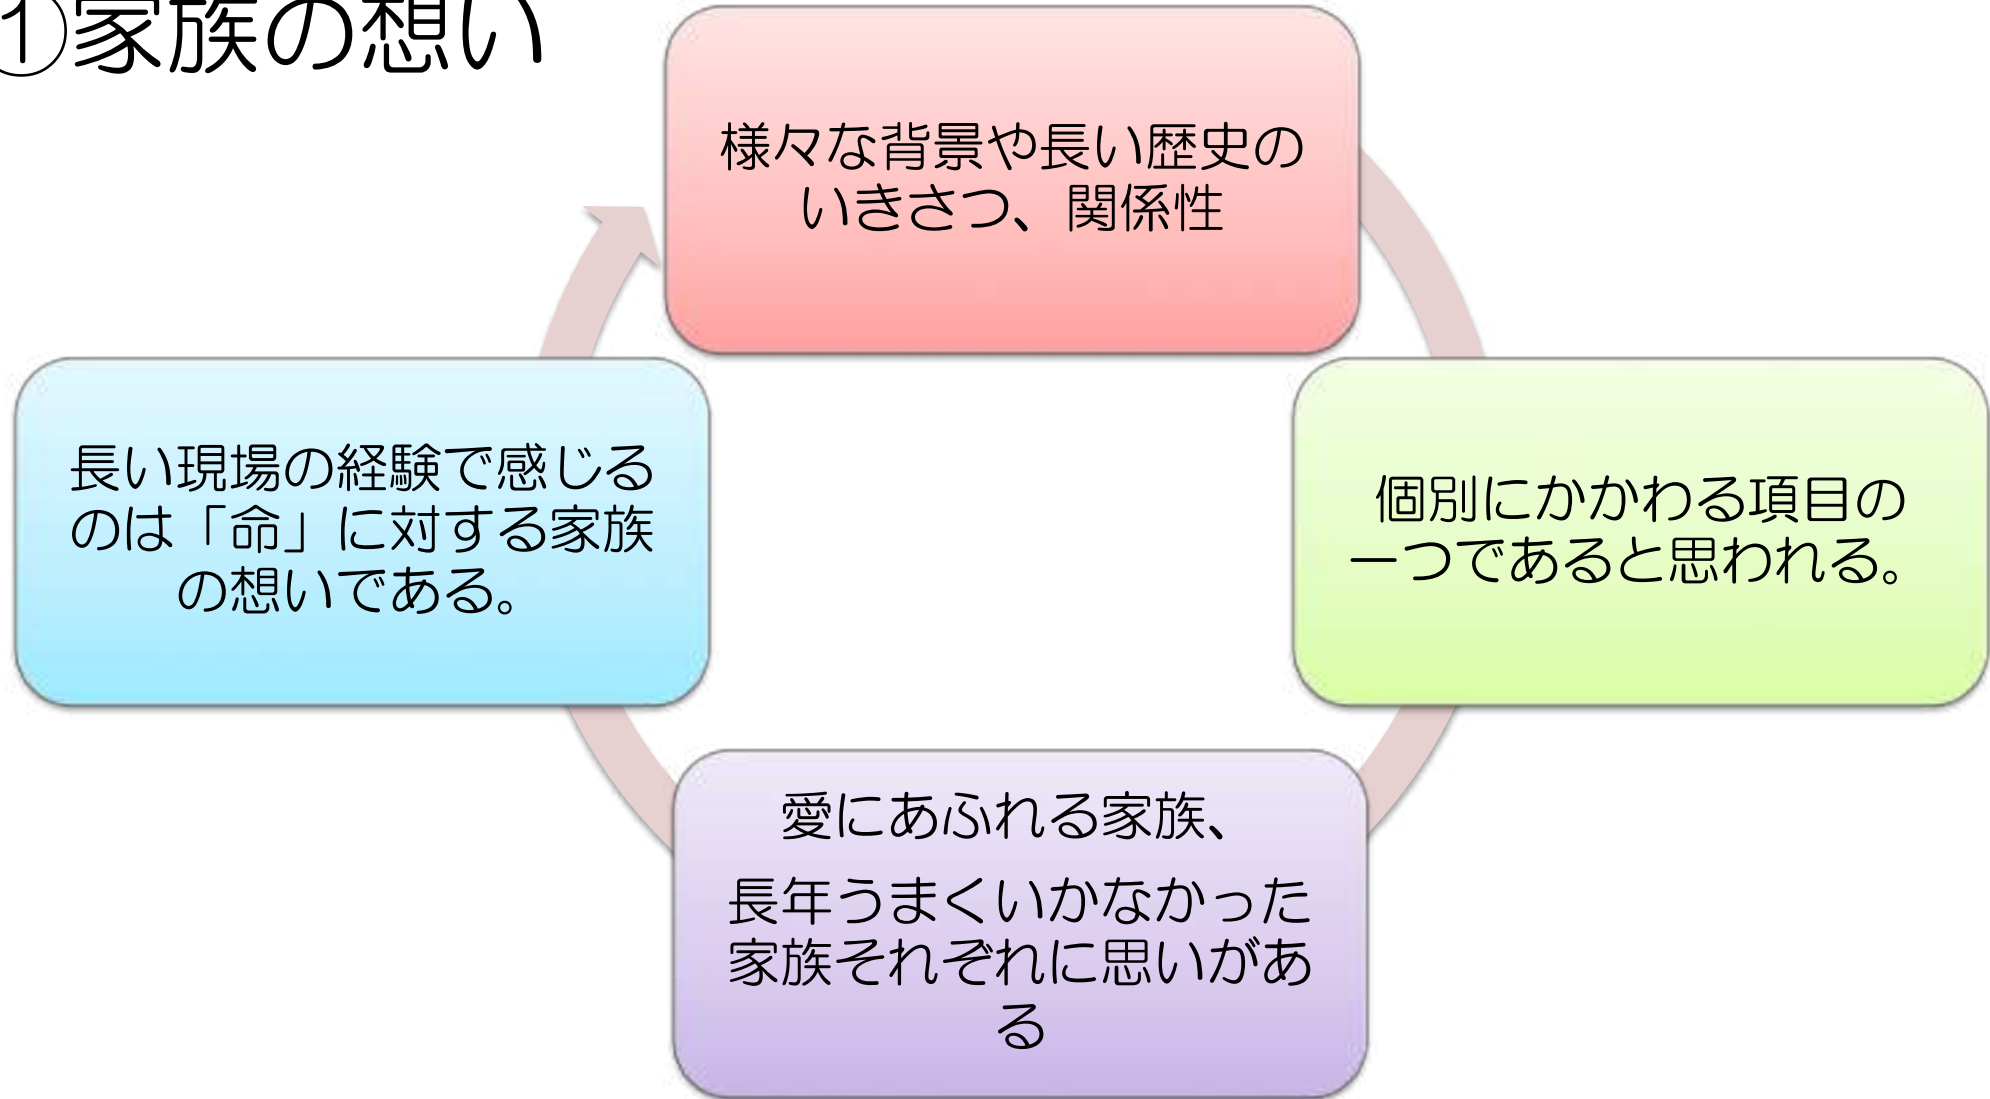 ①家族の想い
様々な背景や長い歴史の
いきさつ、関係性
個別にかかわる項目の
一つであると思われる。
愛にあふれる家族、
長年うまくいかなかった
家族それぞれに思いがあ
る
長い現場の経験で感じる
のは「命」に対する家族
の想いである。